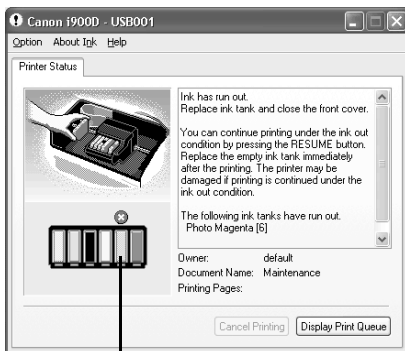 Canon i900D - USB001
Option About Ink Help
Printer Status
Ink has run out.
Replace ink tank and close the front cover.
You can continue printing under the ink out
condition by pressing the RESUME button.
Replace the empty ink tank immediately
after the printing. The printer may be
damaged if printing is continued under the
ink out condition.
The following ink tanks have run out.
Photo Magenta [6]
Owner: default
Document Name: Maintenance
Printing Pages:
Cancel Printing Display Print Queue